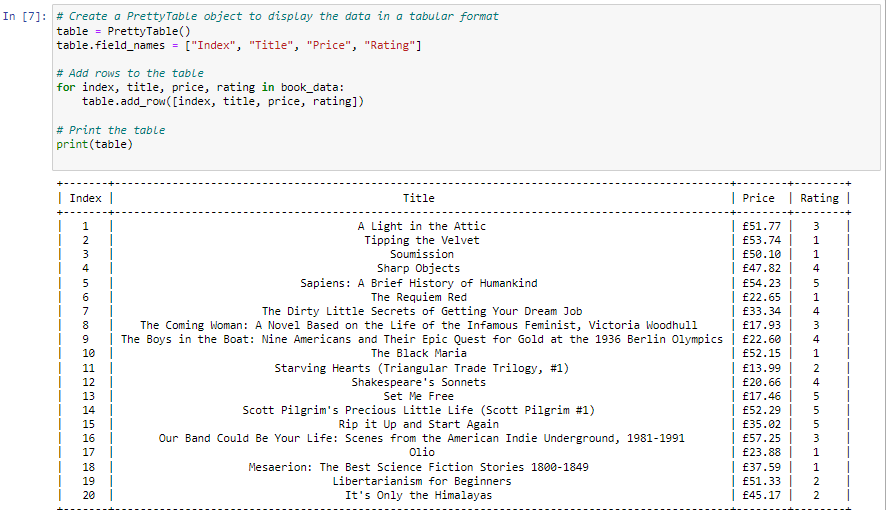 In [7]: # Create a PrettyTable object to display the data in a tabular format
table = PrettyTable()
table.field_names = ["Index", "Title", "Price", "Rating"]
# Add rows to the table
for index, title, price, rating in book_data:
    table.add_row([index, title, price, rating])
# Print the table
print(table)
| Index | Title | Price | Rating |
| 1 | A Light in the Attic | £51.77 | 3 |
| 2 | Tipping the Velvet | £53.74 | 1 |
| 3 | Soumission | £50.10 | 1 |
| 4 | Sharp Objects | £47.82 | 4 |
| 5 | Sapiens: A Brief History of Humankind | £54.23 | 5 |
| 6 | The Requiem Red | £22.65 | 1 |
| 7 | The Dirty Little Secrets of Getting Your Dream Job | £33.34 | 4 |
| 8 | The Coming Woman: A Novel Based on the Life of the Infamous Feminist, Victoria Woodhull | £17.93 | 3 |
| 9 | The Boys in the Boat: Nine Americans and Their Epic Quest for Gold at the 1936 Berlin Olympics | £22.60 | 4 |
| 10 | The Black Maria | £52.15 | 1 |
| 11 | Starving Hearts (Triangular Trade Trilogy, #1) | £13.99 | 2 |
| 12 | Shakespeare's Sonnets | £20.66 | 4 |
| 13 | Set Me Free | £17.46 | 5 |
| 14 | Scott Pilgrim's Precious Little Life (Scott Pilgrim #1) | £52.29 | 5 |
| 15 | Rip it Up and Start Again | £35.02 | 5 |
| 16 | Our Band Could Be Your Life: Scenes from the American Indie Underground, 1981-1991 | £57.25 | 3 |
| 17 | Olio | £23.88 | 1 |
| 18 | Mesaerion: The Best Science Fiction Stories 1800-1849 | £37.59 | 1 |
| 19 | Libertarianism for Beginners | £51.33 | 2 |
| 20 | It's Only the Himalayas | £45.17 | 2 |